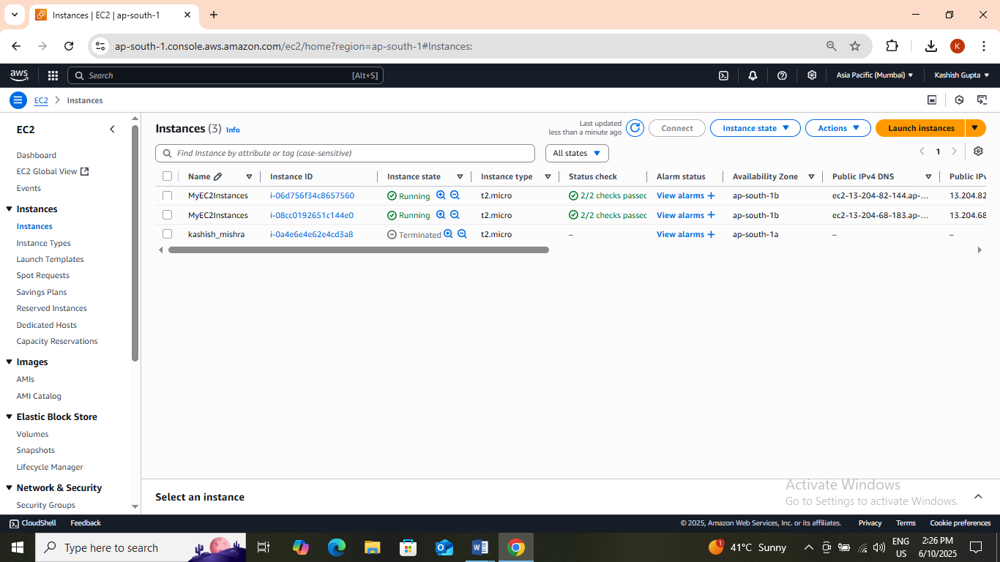 Instances | EC2 | ap-south-1
ap-south-1.console.aws.amazon.com/ec2/home?region=ap-south-1#Instances:
K
aws
Search [Alt+S]
Asia Pacific (Mumbai)
Kashish Gupta
EC2 Instances
EC2
Dashboard
EC2 Global View
Events
Instances
Instances
Instance Types
Launch Templates
Spot Requests
Savings Plans
Reserved Instances
Dedicated Hosts
Capacity Reservations
Images
AMIs
AMI Catalog
Elastic Block Store
Volumes
Snapshots
Lifecycle Manager
Network & Security
Security Groups
Instances (3) Info
Last updated
less than a minute ago
Connect
Instance state
Actions
Launch instances
Find Instance by attribute or tag (case-sensitive)
All states
1
Name Instance ID Instance state Instance type Status check Alarm status Availability Zone Public IPv4 DNS Public IPv
MyEC2Instances i-06d756f34c8657560 Running t2.micro 2/2 checks passed View alarms + ap-south-1b ec2-13-204-82-144.ap-... 13.204.82
MyEC2Instances i-08cc0192651c144e0 Running t2.micro 2/2 checks passed View alarms + ap-south-1b ec2-13-204-68-183.ap-... 13.204.68
kashish_mishra i-0a4e6e4e62e4cd3a8 Terminated t2.micro – View alarms + ap-south-1a – –
Select an instance
Activate Windows
Go to Settings to activate Windows.
CloudShell Feedback
© 2025, Amazon Web Services, Inc. or its affiliates. Privacy Terms Cookie preferences
Type here to search
1
41°C Sunny
ENG
US
2:26 PM
6/10/2025